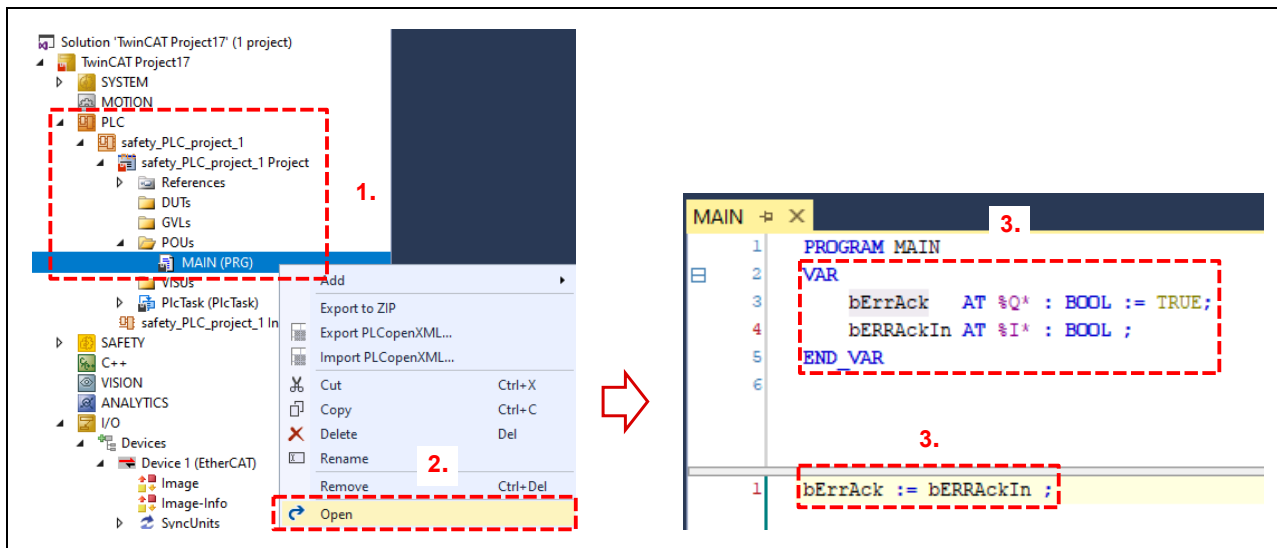 Solution 'TwinCAT Project17' (1 project)
TwinCAT Project17
SYSTEM
MOTION
PLC
safety_PLC_project_1
safety_PLC_project_1 Project
References
DUTs
GVLs
POUs
MAIN (PRG)
VISUs
PlcTask (PlcTask)
safety_PLC_project_1 In
SAFETY
C++
VISION
ANALYTICS
I/O
Devices
Device 1 (EtherCAT)
Image
Image-Info
SyncUnits
1.
Add
Export to ZIP
Export PLCopenXML...
Import PLCopenXML...
Cut Ctrl+X
Copy Ctrl+C
Delete Del
Rename
2.
Remove Ctrl+Del
Open
MAIN
3.
1 PROGRAM MAIN
2 VAR
3 bErrAck AT %Q* : BOOL := TRUE;
4 bERRAckIn AT %I* : BOOL ;
5 END_VAR
6
3.
1 bErrAck := bERRAckIn ;